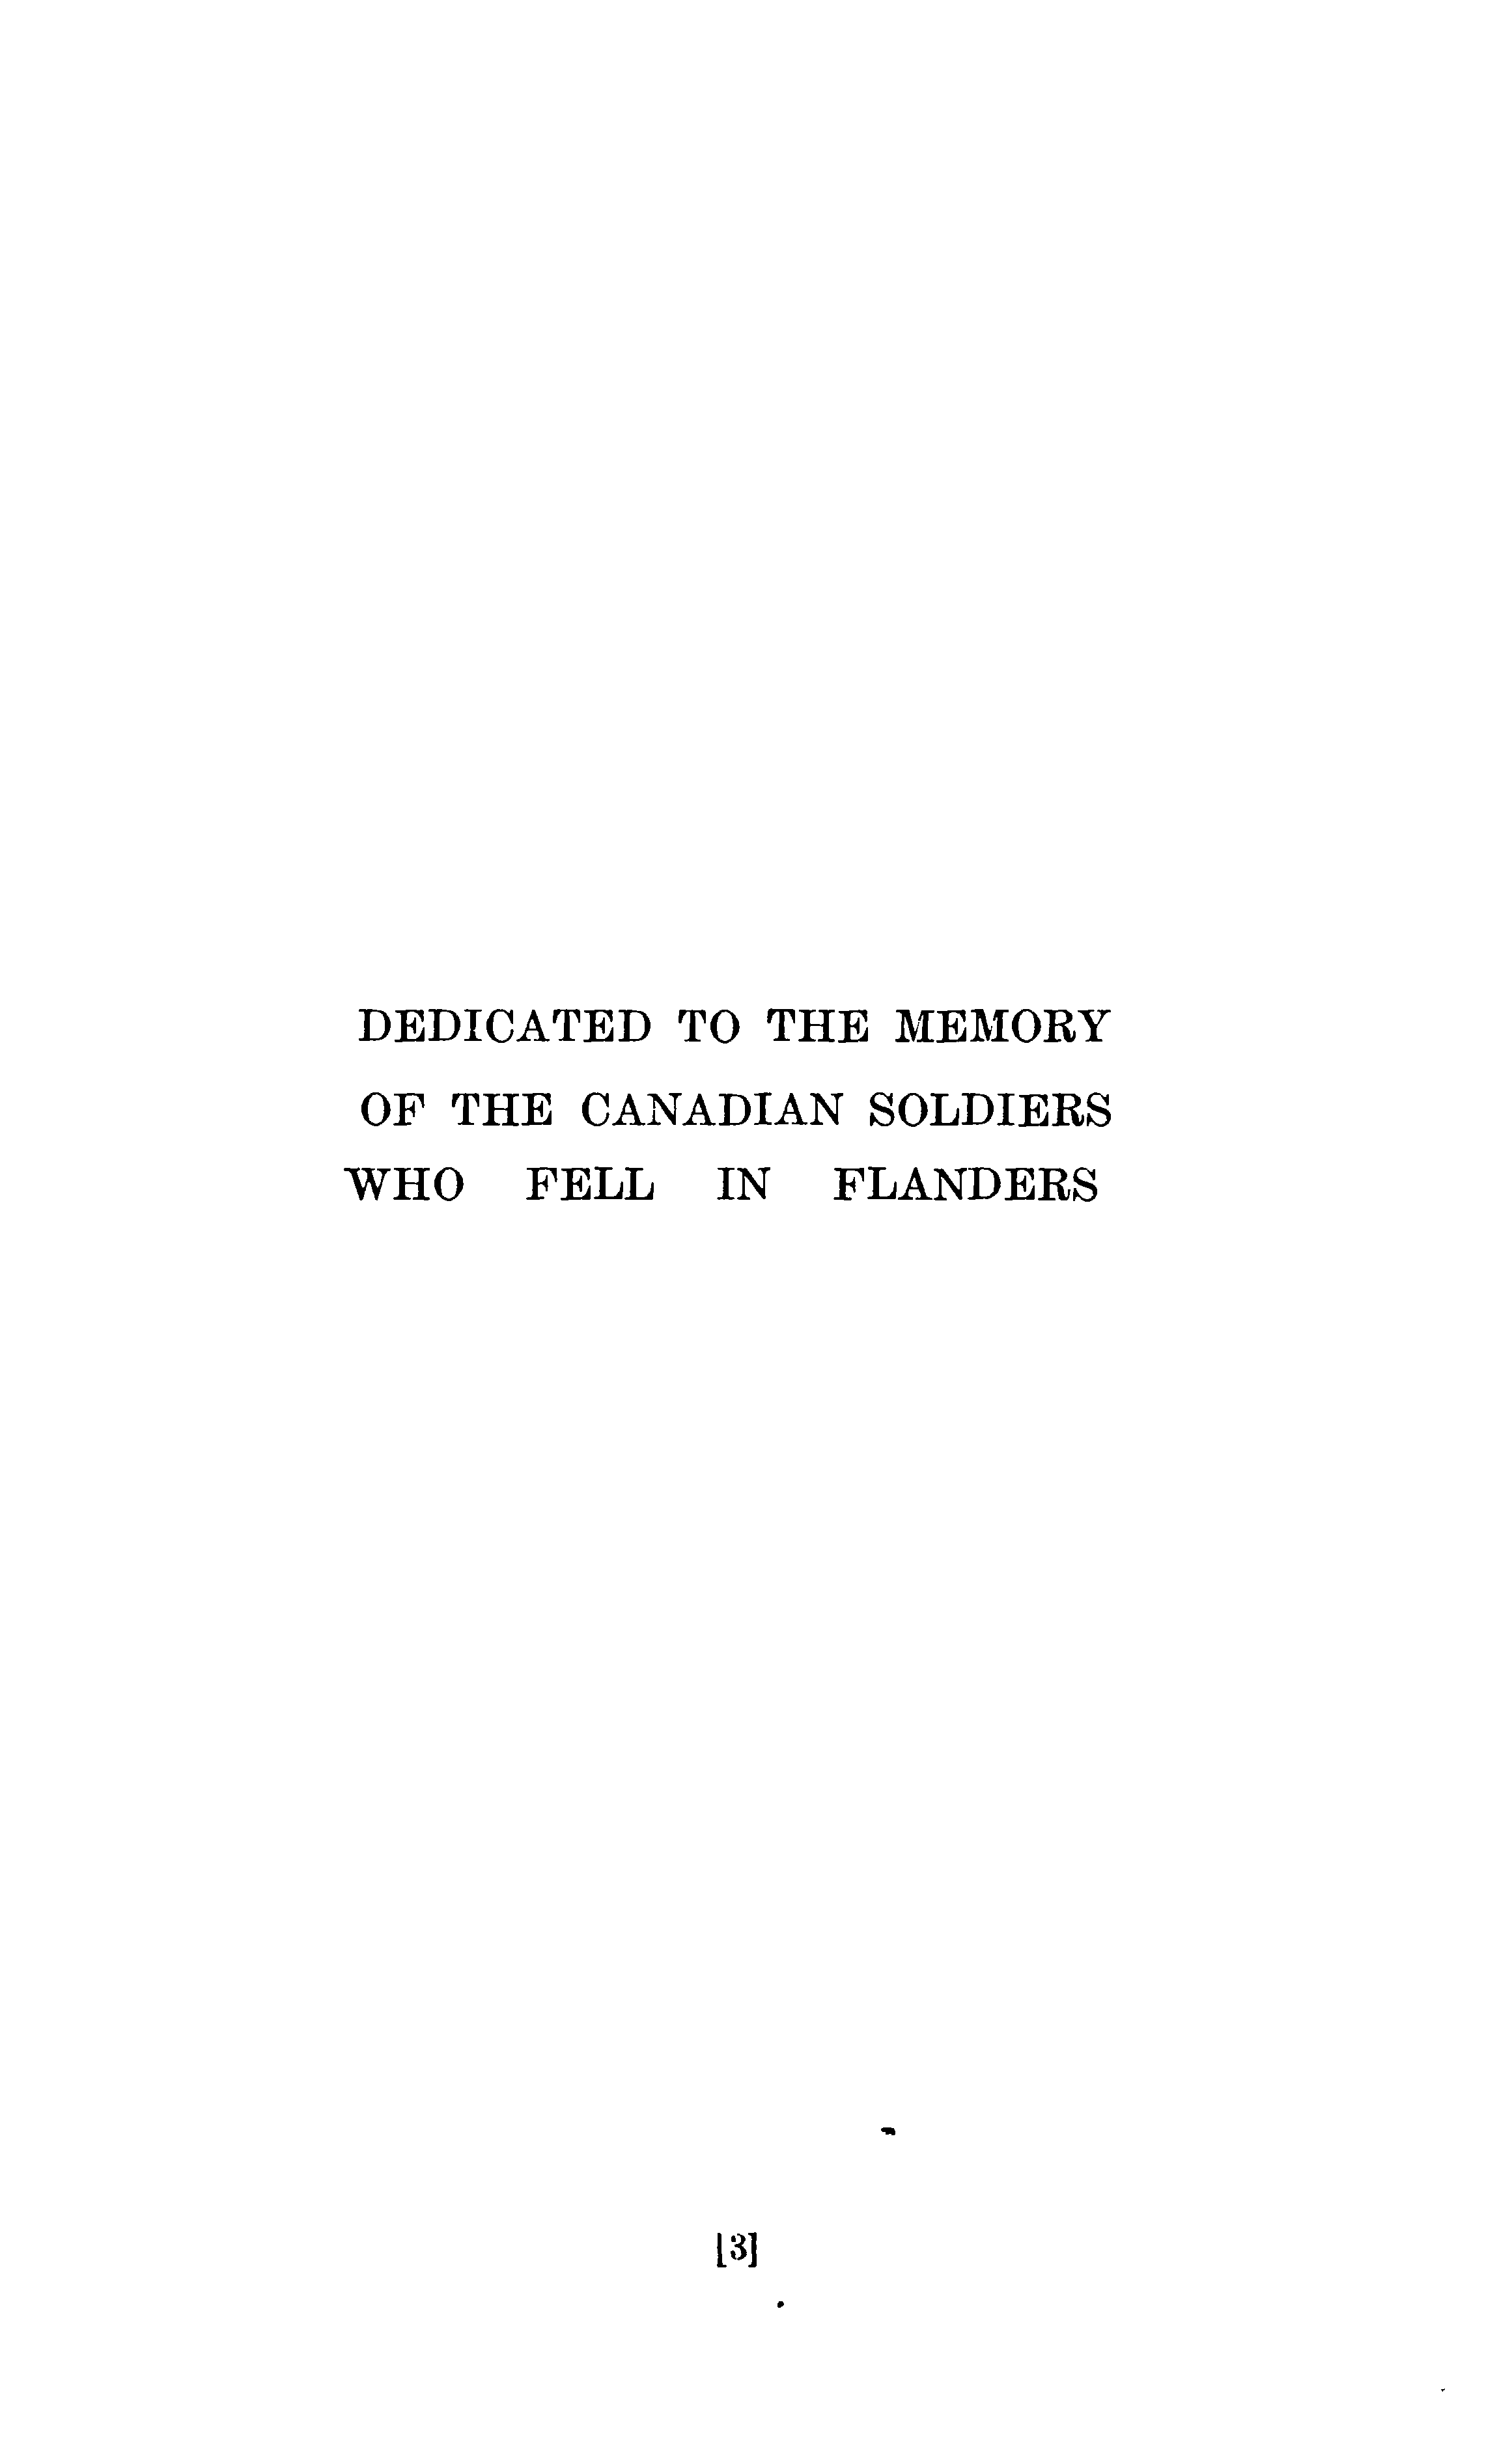 DEDICATED TO THE MEMORY
OF THE CANADIAN SOLDIERS
WHO FELL IN FLANDERS
[3]